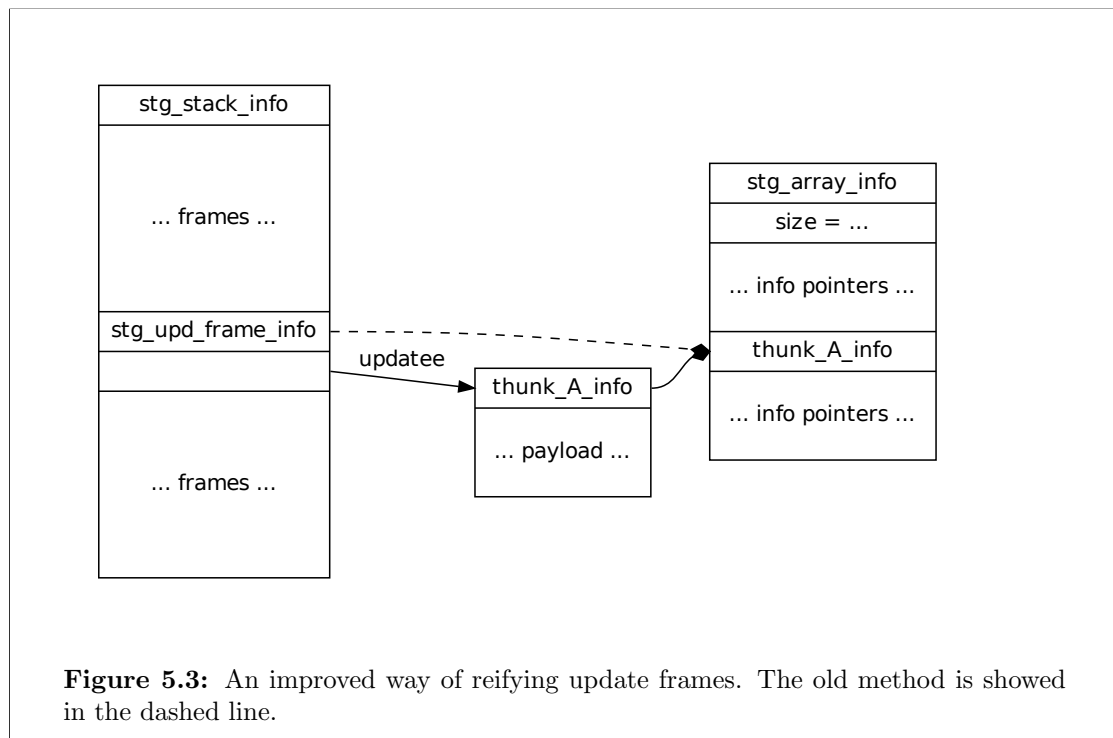 stg_stack_info
... frames ...
stg_upd_frame_info
... frames ...
updatee
thunk_A_info
... payload ...
stg_array_info
size = ...
... info pointers ...
thunk_A_info
... info pointers ...
Figure 5.3: An improved way of reifying update frames. The old method is showed
in the dashed line.